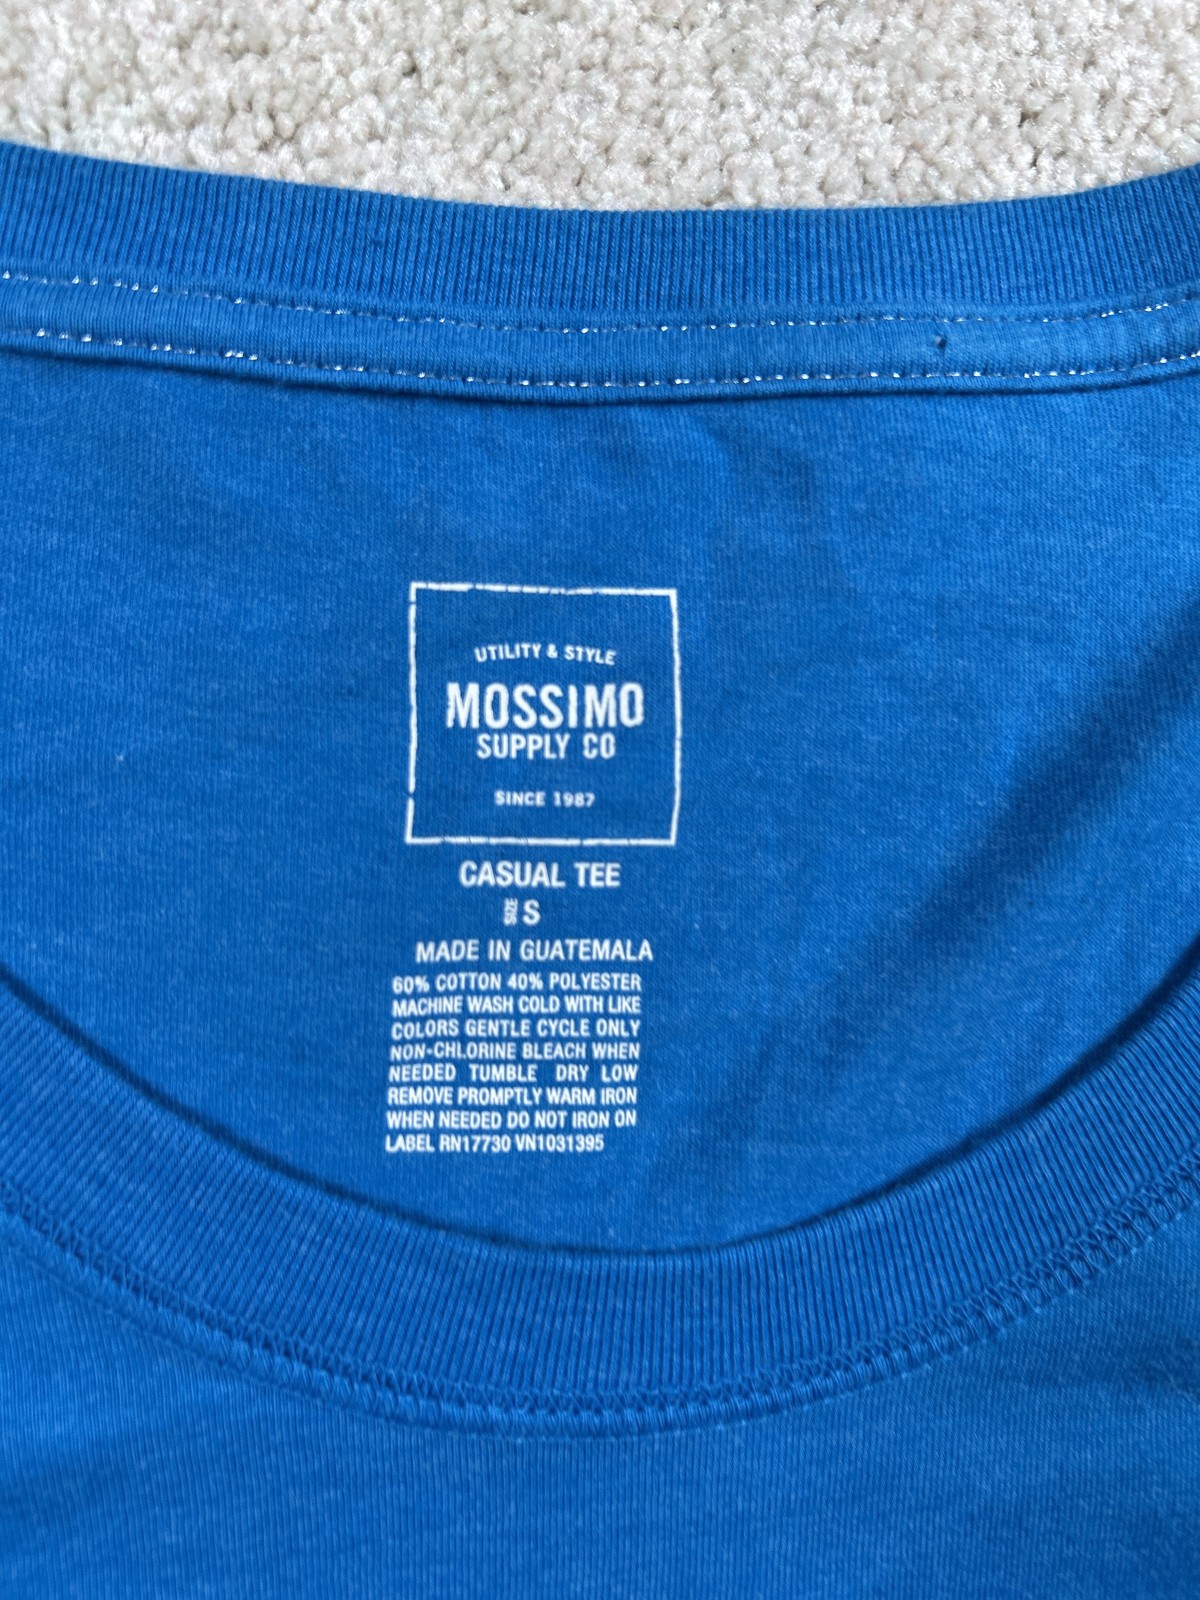 UTILITY & STYLE
MOSSIMO
SUPPLY CO
SINCE 1987
CASUAL TEE
SIZE S
MADE IN GUATEMALA
60% COTTON 40% POLYESTER
MACHINE WASH COLD WITH LIKE
COLORS GENTLE CYCLE ONLY
NON-CHLORINE BLEACH WHEN
NEEDED TUMBLE DRY LOW
REMOVE PROMPTLY WARM IRON
WHEN NEEDED DO NOT IRON ON
LABEL RN17730 VN1031395